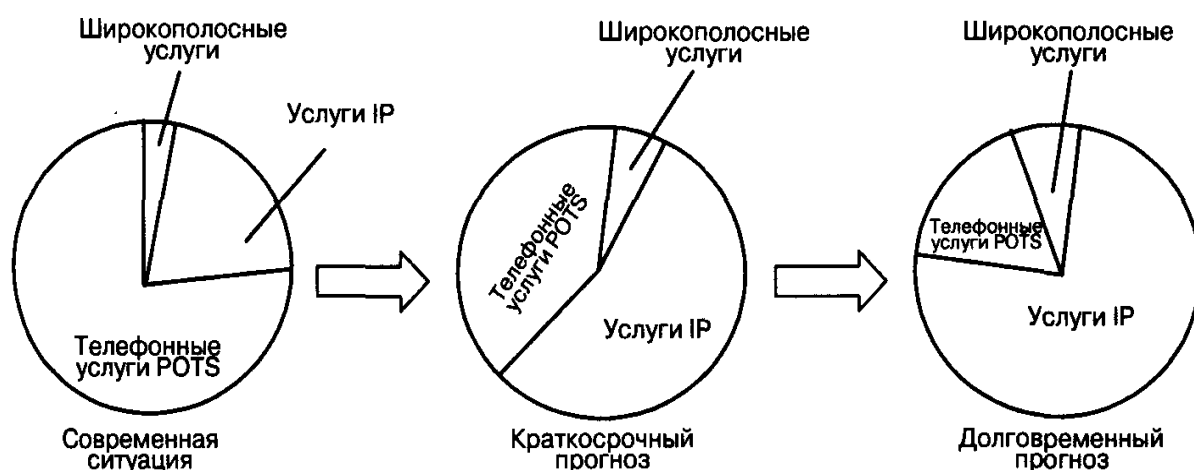 Широкополосные
услуги
Услуги IP
Телефонные
услуги POTS
Современная
ситуация
Широкополосные
услуги
Телефонные
услуги POTS
Услуги IP
Краткосрочный
прогноз
Широкополосные
услуги
Телефонные
услуги POTS
Услуги IP
Долговременный
прогноз